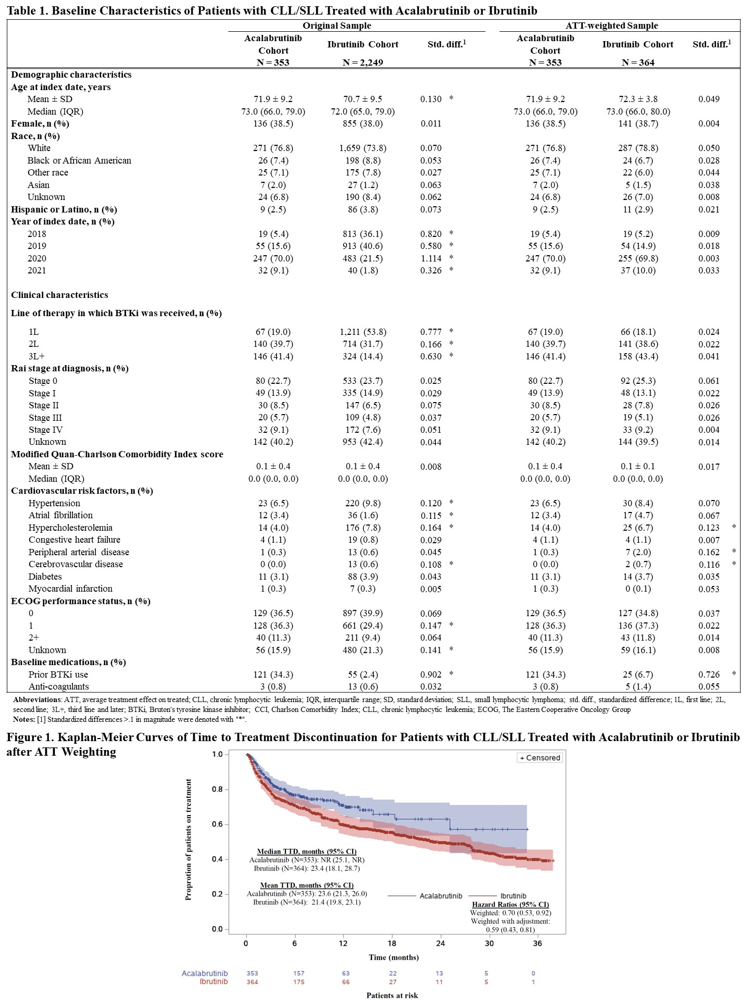 Table 1. Baseline Characteristics of Patients with CLL/SLL Treated with Acalabrutinib or Ibrutinib
Original Sample ATT-weighted Sample
Acalabrutinib Cohort N = 353 Ibrutinib Cohort N = 2,249 Std. diff.1 Acalabrutinib Cohort N = 353 Ibrutinib Cohort N = 364 Std. diff.1
Demographic characteristics
Age at index date, years
Mean ± SD 71.9 ± 9.2 70.7 ± 9.5 0.130 * 71.9 ± 9.2 72.3 ± 3.8 0.049
Median (IQR) 73.0 (66.0, 79.0) 72.0 (65.0, 79.0) 73.0 (66.0, 79.0) 73.0 (66.0, 80.0)
Female, n (%) 136 (38.5) 855 (38.0) 0.011 136 (38.5) 141 (38.7) 0.004
Race, n (%)
White 271 (76.8) 1,659 (73.8) 0.070 271 (76.8) 287 (78.8) 0.050
Black or African American 26 (7.4) 198 (8.8) 0.053 26 (7.4) 24 (6.7) 0.028
Other race 25 (7.1) 175 (7.8) 0.027 25 (7.1) 22 (6.0) 0.044
Asian 7 (2.0) 27 (1.2) 0.063 7 (2.0) 5 (1.5) 0.038
Unknown 24 (6.8) 190 (8.4) 0.062 24 (6.8) 26 (7.0) 0.008
Hispanic or Latino, n (%) 9 (2.5) 86 (3.8) 0.073 9 (2.5) 11 (2.9) 0.021
Year of index date, n (%)
2018 19 (5.4) 813 (36.1) 0.820 * 19 (5.4) 19 (5.2) 0.009
2019 55 (15.6) 913 (40.6) 0.580 * 55 (15.6) 54 (14.9) 0.018
2020 247 (70.0) 483 (21.5) 1.114 * 247 (70.0) 255 (69.8) 0.003
2021 32 (9.1) 40 (1.8) 0.326 * 32 (9.1) 37 (10.0) 0.033
Clinical characteristics
Line of therapy in which BTKi was received, n (%)
1L 67 (19.0) 1,211 (53.8) 0.777 * 67 (19.0) 66 (18.1) 0.024
2L 140 (39.7) 714 (31.7) 0.166 * 140 (39.7) 141 (38.6) 0.022
3L+ 146 (41.4) 324 (14.4) 0.630 * 146 (41.4) 158 (43.4) 0.041
Rai stage at diagnosis, n (%)
Stage 0 80 (22.7) 533 (23.7) 0.025 80 (22.7) 92 (25.3) 0.061
Stage I 49 (13.9) 335 (14.9) 0.029 49 (13.9) 48 (13.1) 0.022
Stage II 30 (8.5) 147 (6.5) 0.075 30 (8.5) 28 (7.8) 0.026
Stage III 20 (5.7) 109 (4.8) 0.037 20 (5.7) 19 (5.1) 0.026
Stage IV 32 (9.1) 172 (7.6) 0.051 32 (9.1) 33 (9.2) 0.004
Unknown 142 (40.2) 953 (42.4) 0.044 142 (40.2) 144 (39.5) 0.014
Modified Quan-Charlson Comorbidity Index score
Mean ± SD 0.1 ± 0.4 0.1 ± 0.4 0.008 0.1 ± 0.4 0.1 ± 0.1 0.017
Median (IQR) 0.0 (0.0, 0.0) 0.0 (0.0, 0.0) 0.0 (0.0, 0.0) 0.0 (0.0, 0.0)
Cardiovascular risk factors, n (%)
Hypertension 23 (6.5) 220 (9.8) 0.120 * 23 (6.5) 30 (8.4) 0.070
Atrial fibrillation 12 (3.4) 36 (1.6) 0.115 * 12 (3.4) 17 (4.7) 0.067
Hypercholesterolemia 14 (4.0) 176 (7.8) 0.164 * 14 (4.0) 25 (6.7) 0.123 *
Congestive heart failure 4 (1.1) 19 (0.8) 0.029 4 (1.1) 4 (1.1) 0.007
Peripheral arterial disease 1 (0.3) 13 (0.6) 0.045 1 (0.3) 7 (2.0) 0.162 *
Cerebrovascular disease 0 (0.0) 13 (0.6) 0.108 * 0 (0.0) 2 (0.7) 0.116 *
Diabetes 11 (3.1) 88 (3.9) 0.043 11 (3.1) 14 (3.7) 0.035
Myocardial infarction 1 (0.3) 7 (0.3) 0.005 1 (0.3) 0 (0.1) 0.053
ECOG performance status, n (%)
0 129 (36.5) 897 (39.9) 0.069 129 (36.5) 127 (34.8) 0.037
1 128 (36.3) 661 (29.4) 0.147 * 128 (36.3) 136 (37.3) 0.022
2+ 40 (11.3) 211 (9.4) 0.064 40 (11.3) 43 (11.8) 0.014
Unknown 56 (15.9) 480 (21.3) 0.141 * 56 (15.9) 59 (16.1) 0.008
Baseline medications, n (%)
Prior BTKi use 121 (34.3) 55 (2.4) 0.902 * 121 (34.3) 25 (6.7) 0.726 *
Anti-coagulants 3 (0.8) 13 (0.6) 0.032 3 (0.8) 5 (1.4) 0.055
Abbreviations: ATT, average treatment effect on treated; CLL, chronic lymphocytic leukemia; IQR, interquartile range; SD, standard deviation; SLL, small lymphocytic lymphoma; std. diff., standardized difference; 1L, first line; 2L,
second line; 3L+, third line and later; BTKi, Bruton's tyrosine kinase inhibitor; CCI, Charlson Comorbidity Index; CLL, chronic lymphocytic leukemia; ECOG, The Eastern Cooperative Oncology Group
Notes: [1] Standardized differences >.1 in magnitude were denoted with "*".
Figure 1. Kaplan-Meier Curves of Time to Treatment Discontinuation for Patients with CLL/SLL Treated with Acalabrutinib or Ibrutinib
after ATT Weighting
+ Censored
Proprotion of patients on treatment
1.0
0.8
0.6
0.4
0.2
0.0
Median TTD, months (95% CI)
Acalabrutinib (N=353): NR (25.1, NR)
Ibrutinib (N=364): 23.4 (18.1, 28.7)
Mean TTD, months (95% CI)
Acalabrutinib (N=353): 23.6 (21.3, 26.0)
Ibrutinib (N=364): 21.4 (19.8, 23.1)
Acalabrutinib Ibrutinib
Hazard Ratios (95% CI)
Weighted: 0.70 (0.53, 0.92)
Weighted with adjustment:
0.59 (0.43, 0.81)
0 6 12 18 24 30 36
Time (months)
Acalabrutinib 353 157 63 22 13 5 0
Ibrutinib 364 175 66 27 11 5 1
Patients at risk